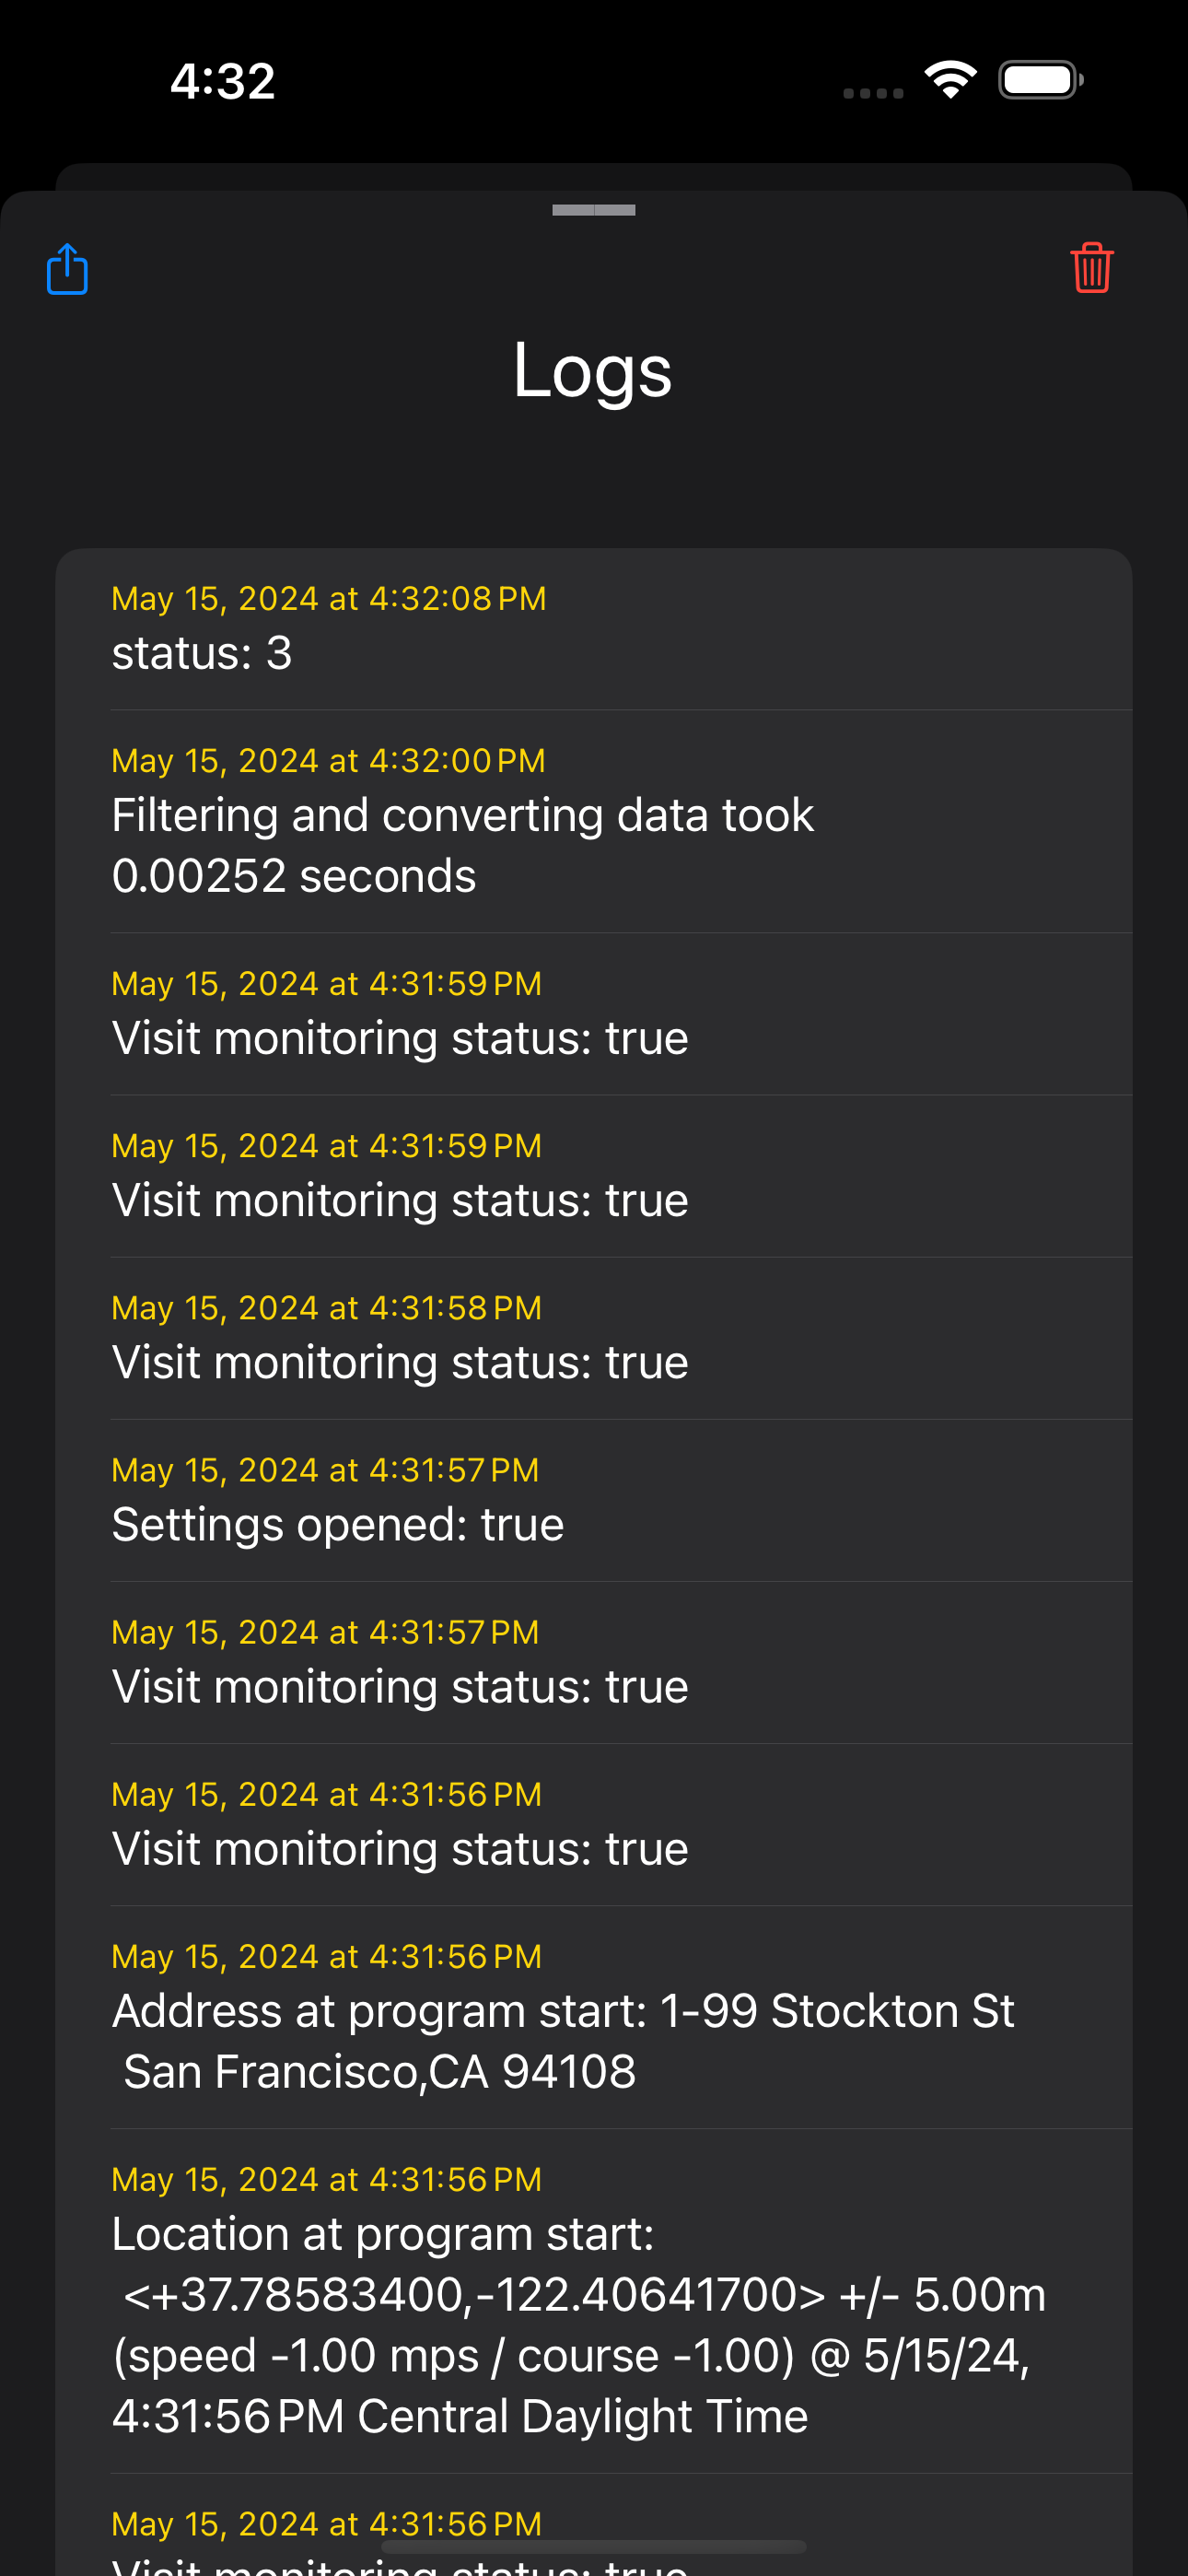 4:32
Logs
May 15, 2024 at 4:32:08 PM
status: 3
May 15, 2024 at 4:32:00 PM
Filtering and converting data took
0.00252 seconds
May 15, 2024 at 4:31:59 PM
Visit monitoring status: true
May 15, 2024 at 4:31:59 PM
Visit monitoring status: true
May 15, 2024 at 4:31:58 PM
Visit monitoring status: true
May 15, 2024 at 4:31:57 PM
Settings opened: true
May 15, 2024 at 4:31:57 PM
Visit monitoring status: true
May 15, 2024 at 4:31:56 PM
Visit monitoring status: true
May 15, 2024 at 4:31:56 PM
Address at program start: 1-99 Stockton St
San Francisco,CA 94108
May 15, 2024 at 4:31:56 PM
Location at program start:
<+37.78583400,-122.40641700> +/- 5.00m
(speed -1.00 mps / course -1.00) @ 5/15/24,
4:31:56 PM Central Daylight Time
May 15, 2024 at 4:31:56 PM
Visit monitoring status: true